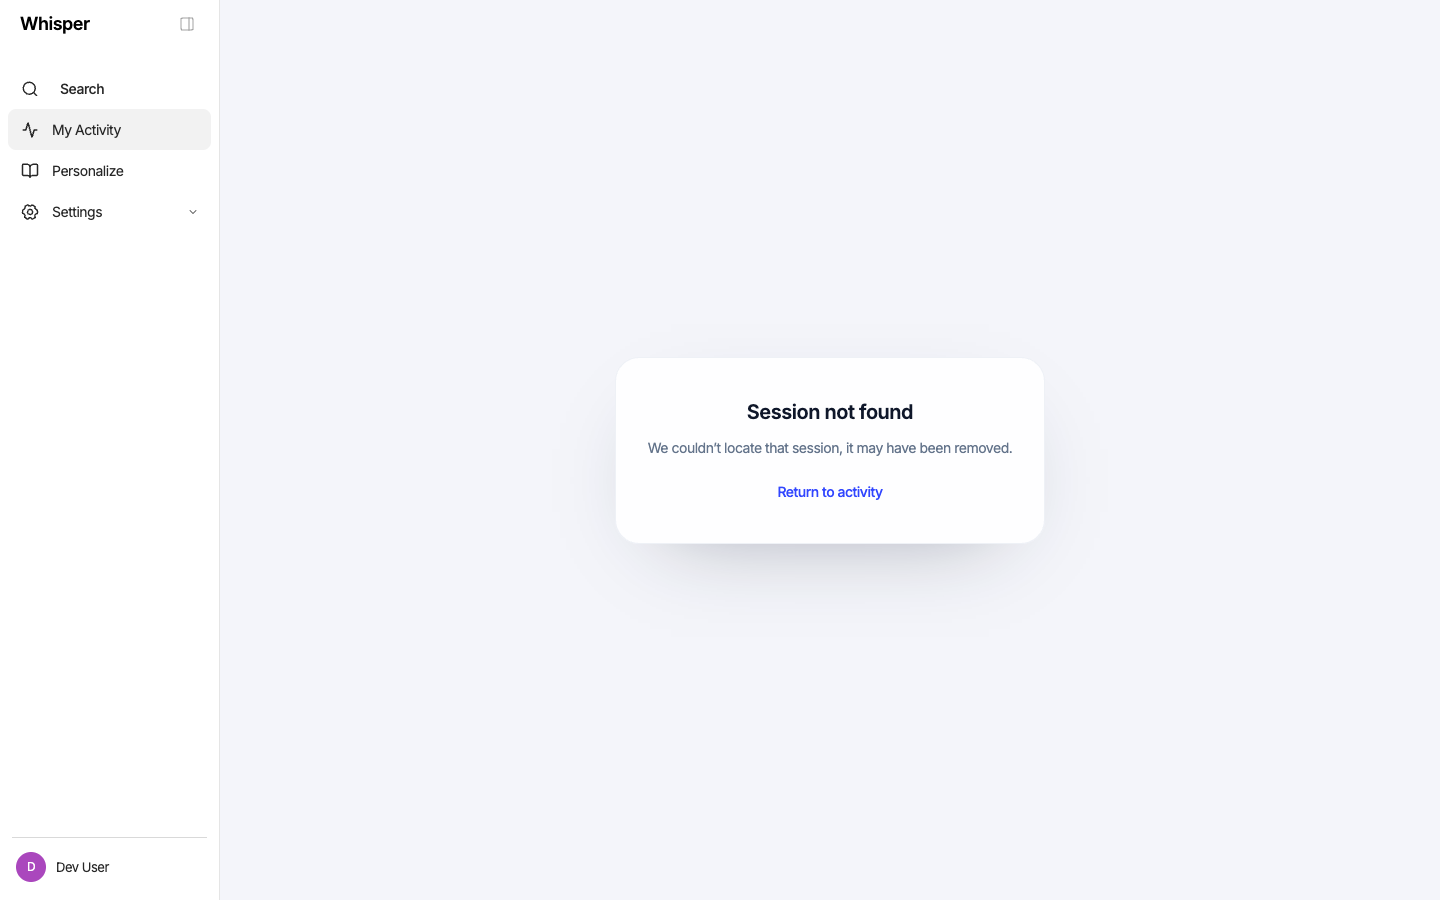 Whisper
Search
My Activity
Personalize
Settings
Session not found
We couldn’t locate that session, it may have been removed.
Return to activity
D
Dev User